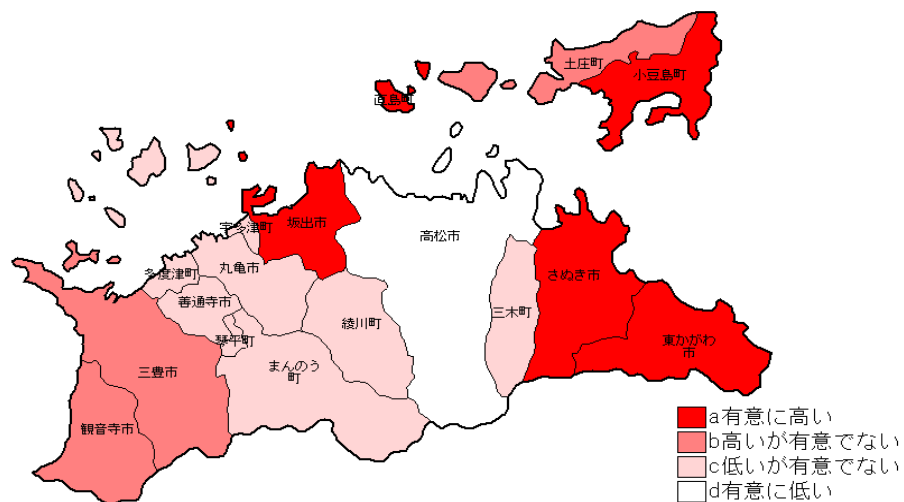 土庄町
小豆島町
直島町
宇多津町
坂出市
高松市
多度津町
丸亀市
さぬき市
善通寺市
三木町
綾川町
琴平町
東かがわ
市
まんのう
町
三豊市
観音寺市
a有意に高い
b高いが有意でない
c低いが有意でない
d有意に低い